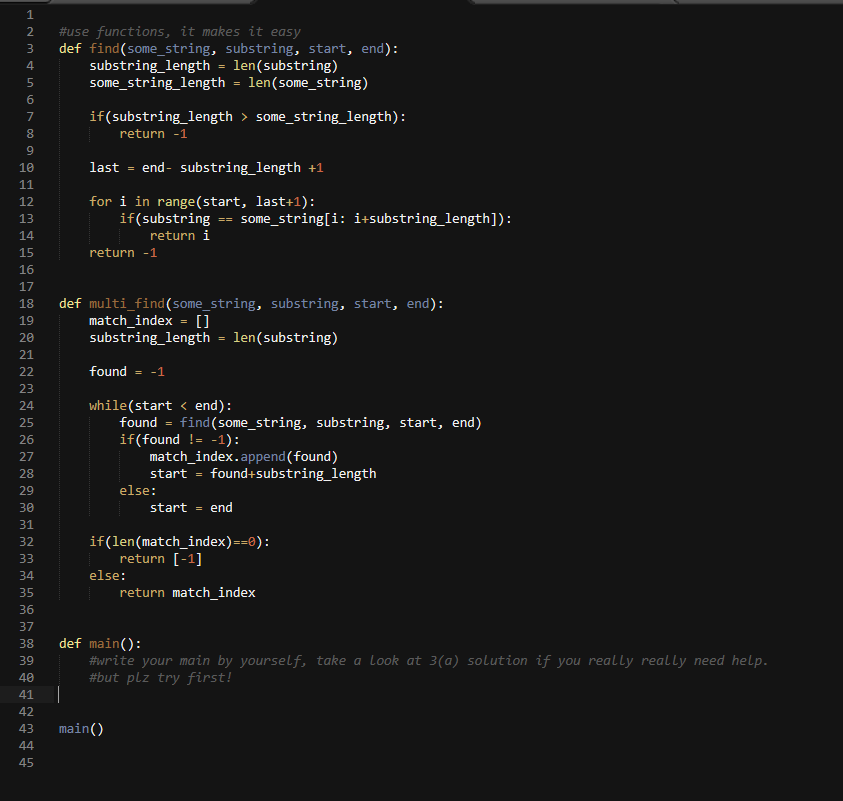 1
2 #use functions, it makes it easy
3 def find(some_string, substring, start, end):
4 substring_length = len(substring)
5 some_string_length = len(some_string)
6
7 if(substring_length > some_string_length):
8 return -1
9
10 last = end- substring_length +1
11
12 for i in range(start, last+1):
13 if(substring == some_string[i: i+substring_length]):
14 return i
15 return -1
16
17
18 def multi_find(some_string, substring, start, end):
19 match_index = []
20 substring_length = len(substring)
21
22 found = -1
23
24 while(start < end):
25 found = find(some_string, substring, start, end)
26 if(found != -1):
27 match_index.append(found)
28 start = found+substring_length
29 else:
30 start = end
31
32 if(len(match_index)==0):
33 return [-1]
34 else:
35 return match_index
36
37
38 def main():
39 #write your main by yourself, take a look at 3(a) solution if you really really need help.
40 #but plz try first!
41
42
43 main()
44
45